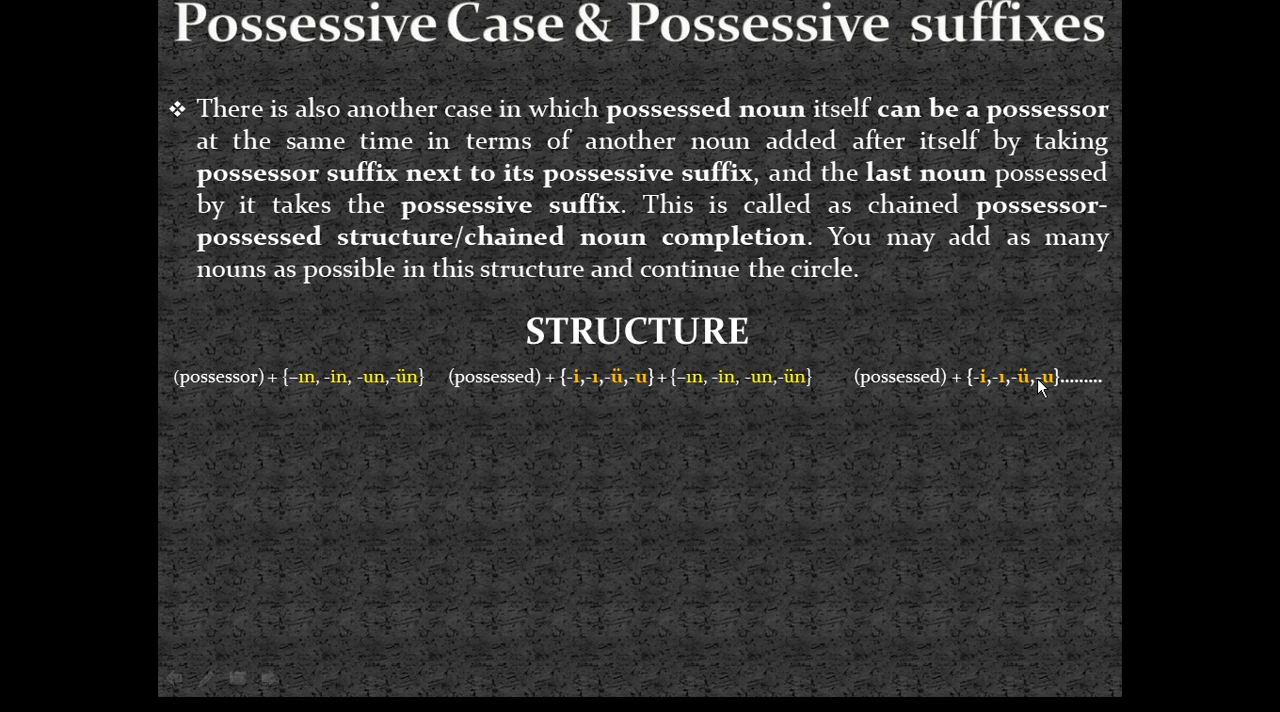 Possessive Case & Possessive suffixes
❖ There is also another case in which possessed noun itself can be a possessor
at the same time in terms of another noun added after itself by taking
possessor suffix next to its possessive suffix, and the last noun possessed
by it takes the possessive suffix. This is called as chained possessor-
possessed structure/chained noun completion. You may add as many
nouns as possible in this structure and continue the circle.
STRUCTURE
(possessor) + {–ın, -in, -un,-ün} (possessed) + {-i,-ı,-ü,-u} + {–ın, -in, -un,-ün} (possessed) + {-i,-ı,-ü,-u}.........